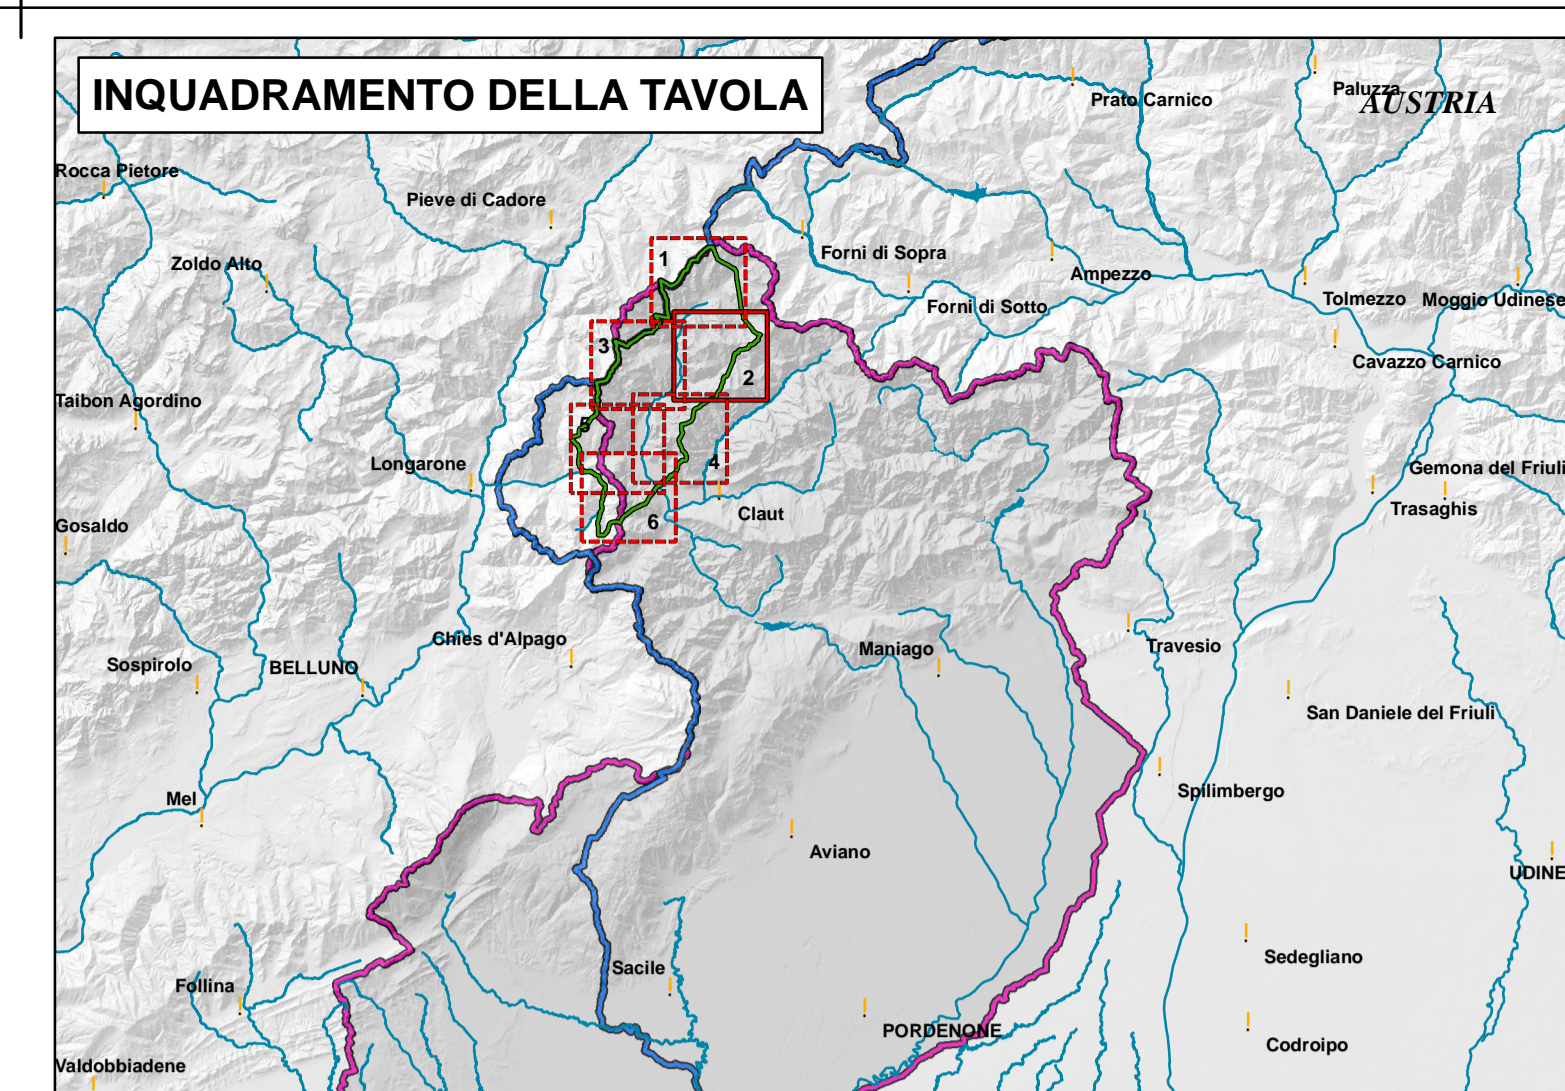 INQUADRAMENTO DELLA TAVOLA
Paluzza
Prato Carnico
AUSTRIA
Rocca Pietore
Pieve di Cadore
Forni di Sopra
1
Zoldo Alto
Ampezzo
Tolmezzo
Moggio Udinese
Forni di Sotto
3
Cavazzo Carnico
2
Taibon Agordino
5
Longarone
4
Gemona del Friuli
Trasaghis
Claut
6
Gosaldo
Chies d'Alpago
Travesio
Maniago
Sospirolo
BELLUNO
San Daniele del Friuli
Spilimbergo
Mel
Aviano
UDINE
Sedegliano
Sacile
Follina
PORDENONE
Codroipo
Valdobbiadene